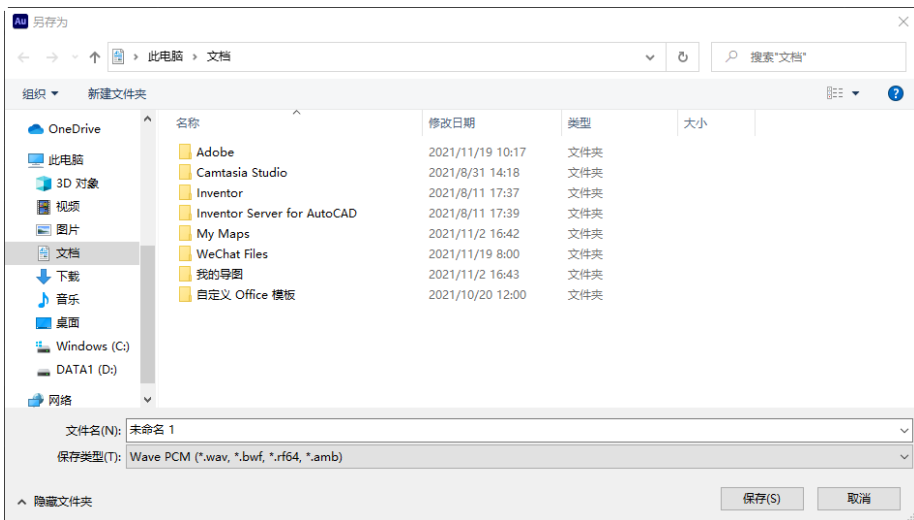 Au 另存为
此电脑 › 文档
搜索"文档"
组织 新建文件夹
OneDrive
此电脑
3D 对象
视频
图片
文档
下载
音乐
桌面
Windows (C:)
DATA1 (D:)
网络
名称 修改日期 类型 大小
Adobe 2021/11/19 10:17 文件夹
Camtasia Studio 2021/8/31 14:18 文件夹
Inventor 2021/8/11 17:37 文件夹
Inventor Server for AutoCAD 2021/8/11 17:39 文件夹
My Maps 2021/11/2 16:42 文件夹
WeChat Files 2021/11/19 8:00 文件夹
我的导图 2021/11/2 16:43 文件夹
自定义 Office 模板 2021/10/20 12:00 文件夹
文件名(N): 未命名 1
保存类型(T): Wave PCM (*.wav, *.bwf, *.rf64, *.amb)
隐藏文件夹
保存(S) 取消